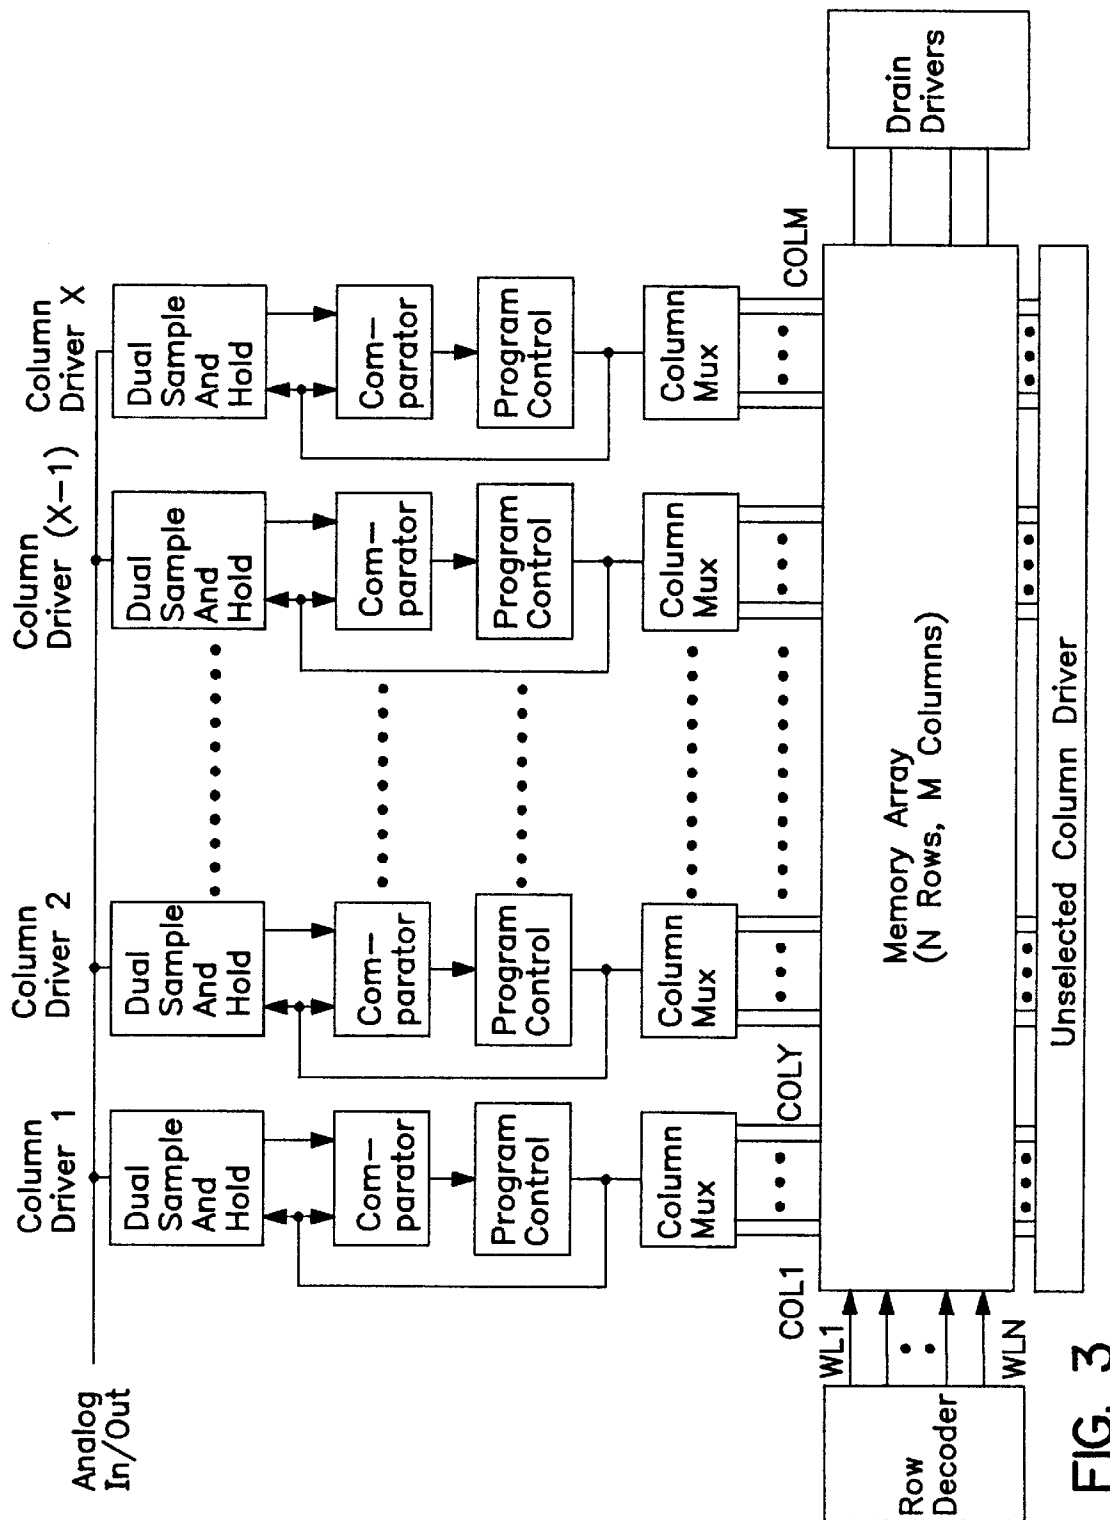 Analog
In/Out
Column
Driver 1
Column
Driver 2
Column
Driver (X–1)
Column
Driver X
Dual
Sample
And
Hold
Dual
Sample
And
Hold
Dual
Sample
And
Hold
Dual
Sample
And
Hold
Com–
parator
Com–
parator
Com–
parator
Com–
parator
Program
Control
Program
Control
Program
Control
Program
Control
Column
Mux
Column
Mux
Column
Mux
Column
Mux
COL1
COLY
COLM
WL1
WLN
Row
Decoder
Memory Array
(N Rows, M Columns)
Drain
Drivers
Unselected Column Driver
FIG. 3